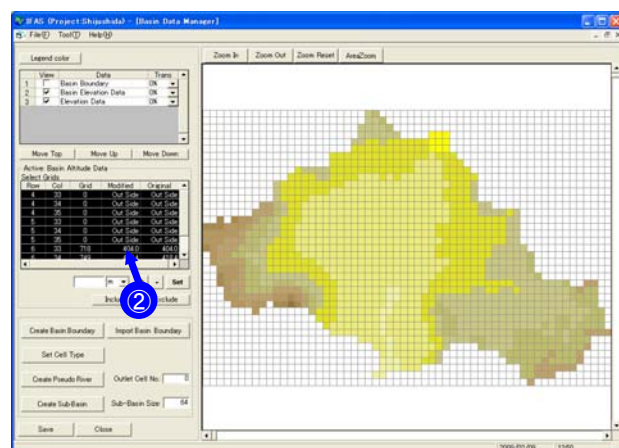 IFAS (Project:Shijushida) - [Basin Data Manager]
File(F) Tool(T) Help(H)
Legend color
Zoom In Zoom Out Zoom Reset AreaZoom
View Data Trans
1 Basin Boundary 0%
2 Basin Elevation Data 0%
3 Elevation Data 0%
Move Top Move Up Move Down
Active: Basin Altitude Data
Select Grids
Row Col Grid Modified Original
4 33 0 Out Side Out Side
4 34 0 Out Side Out Side
4 35 0 Out Side Out Side
5 33 0 Out Side Out Side
5 34 0 Out Side Out Side
5 35 0 Out Side Out Side
6 33 718 404.0 404.0
6 34 749
m - Set
②
Create Basin Boundary Import Basin Boundary
Set Cell Type
Create Pseudo River Outlet Cell No. 0
Create Sub-Basin Sub-Basin Size 64
Save Close